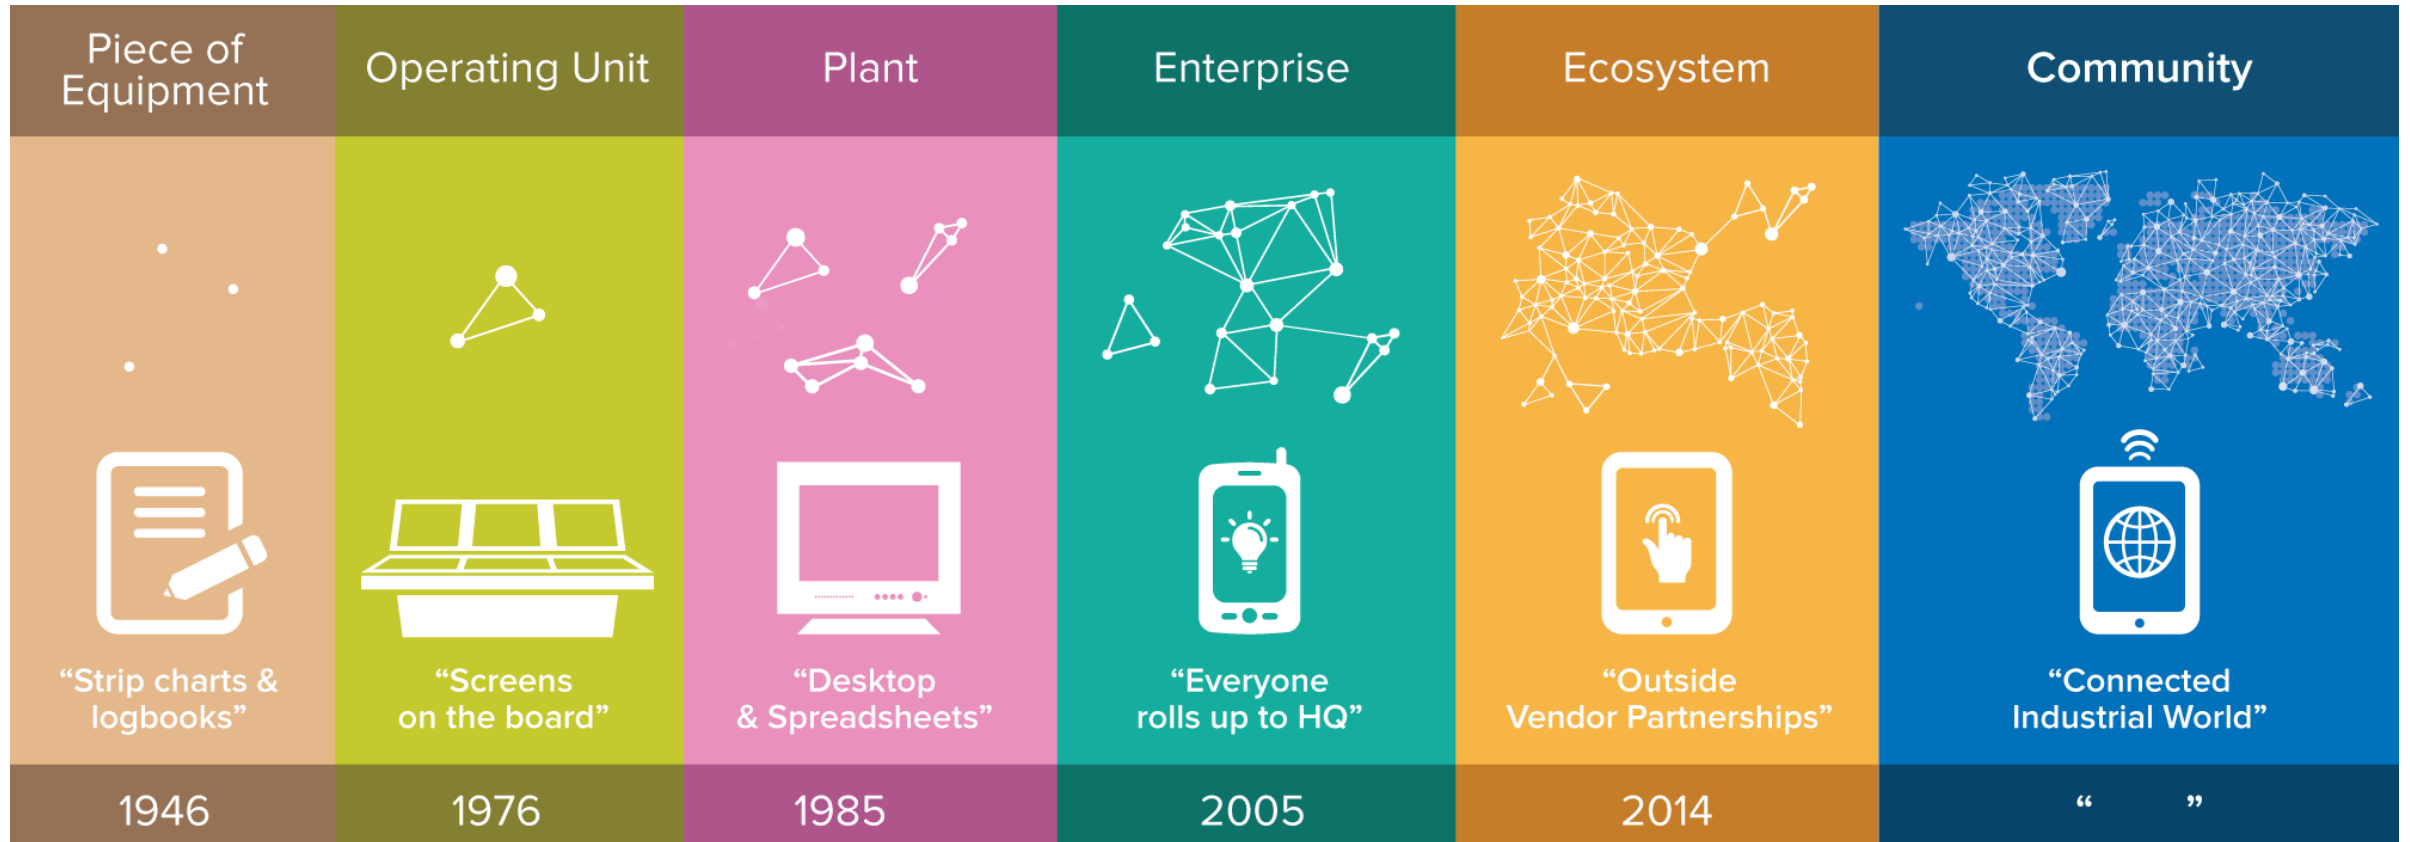 Piece of
Equipment
Operating Unit
Plant
Enterprise
Ecosystem
Community
“Strip charts &
logbooks”
“Screens
on the board”
“Desktop
& Spreadsheets”
“Everyone
rolls up to HQ”
“Outside
Vendor Partnerships”
“Connected
Industrial World”
1946
1976
1985
2005
2014
“ ”